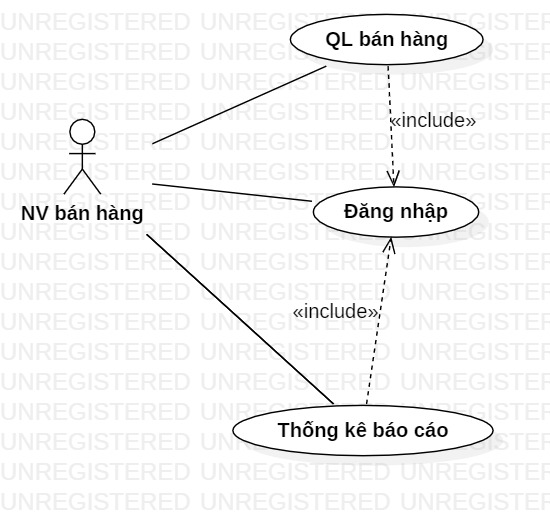 QL bán hàng
«include»
NV bán hàng
Đăng nhập
«include»
Thống kê báo cáo
UNREGISTERED UNREGISTERED UNREGISTERED